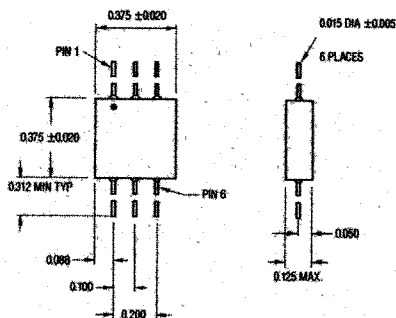 0.375 ±0.020
0.015 DIA ±0.005
PIN 1
6 PLACES
0.375 ±0.020
0.312 MIN TYP
PIN 6
0.088
0.050
0.100
0.125 MAX.
0.200